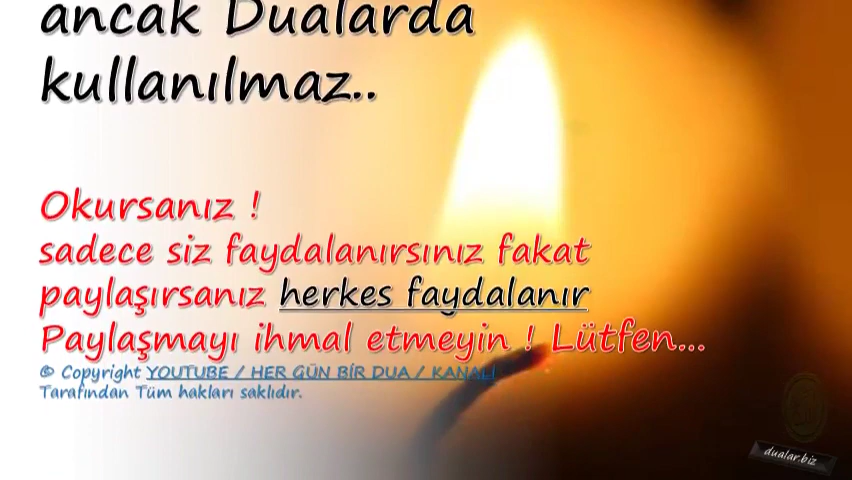 ancak Dualarda
kullanılmaz..
Okursanız !
sadece siz faydalanırsınız fakat
paylaşırsanız herkes faydalanır
Paylaşmayı ihmal etmeyin ! Lütfen...
© Copyright YOUTUBE / HER GÜN BİR DUA / KANALI
Tarafından Tüm hakları saklıdır.
dualar.biz